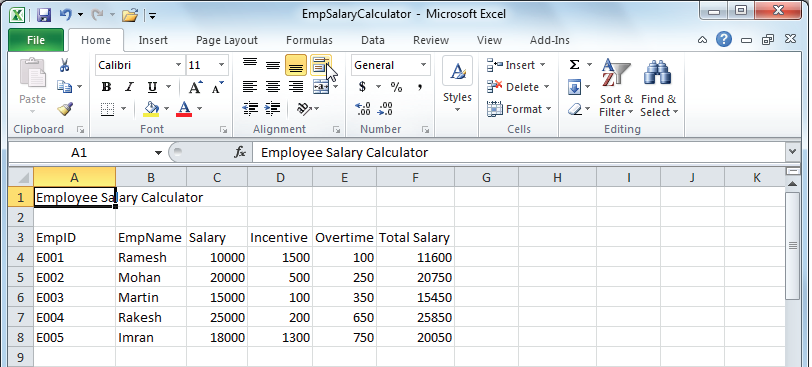 EmpSalaryCalculator - Microsoft Excel
File Home Insert Page Layout Formulas Data Review View Add-Ins
Calibri 11 General Insert Σ
Paste B I U A A $ % , Styles Delete Sort & Filter Find & Select
A .00 .0 Format
Clipboard Font Alignment Number Cells Editing
A1 fx Employee Salary Calculator
A B C D E F G H I J K
1 Employee Salary Calculator
2
3 EmpID EmpName Salary Incentive Overtime Total Salary
4 E001 Ramesh 10000 1500 100 11600
5 E002 Mohan 20000 500 250 20750
6 E003 Martin 15000 100 350 15450
7 E004 Rakesh 25000 200 650 25850
8 E005 Imran 18000 1300 750 20050
9